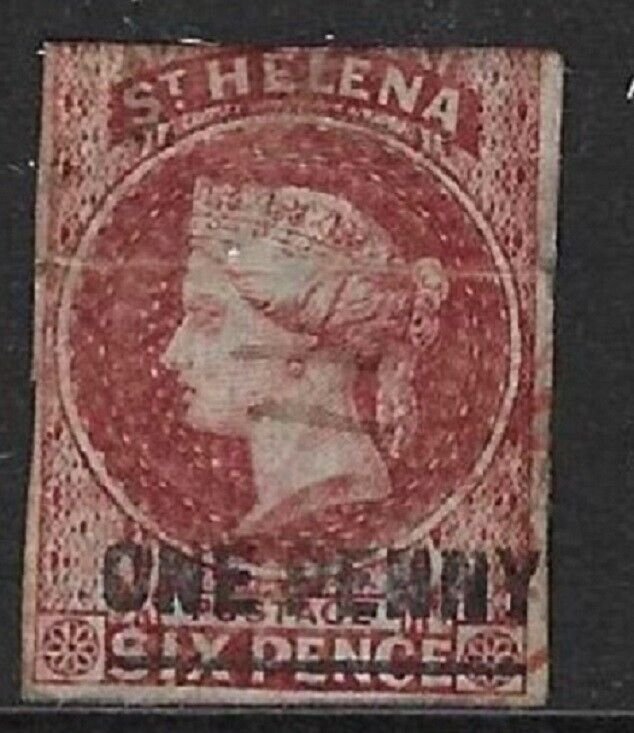 ST HELENA
ONE PENNY
POSTAGE
SIX PENCE